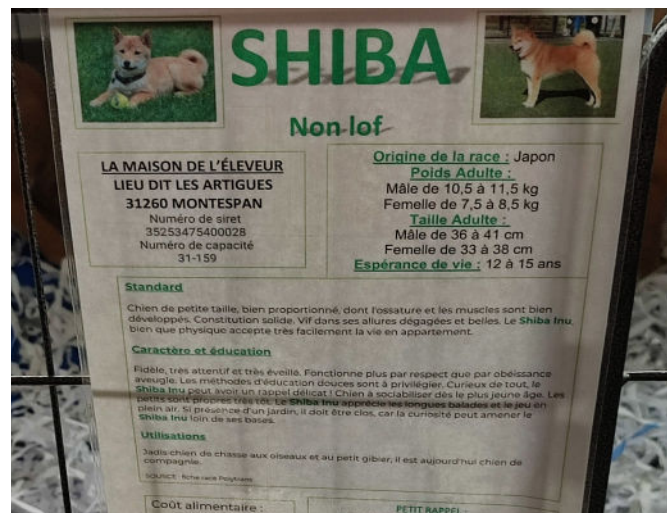 SHIBA
Non lof
LA MAISON DE L'ÉLEVEUR
LIEU DIT LES ARTIGUES
31260 MONTESPAN
Numéro de siret
35253475400028
Numéro de capacité
31-159
Origine de la race : Japon
Poids Adulte :
Mâle de 10,5 à 11,5 kg
Femelle de 7,5 à 8,5 kg
Taille Adulte :
Mâle de 36 à 41 cm
Femelle de 33 à 38 cm
Espérance de vie : 12 à 15 ans
Standard
Chien de petite taille, bien proportionné, dont l'ossature et les muscles sont bien
développés. Constitution solide. Vif dans ses allures dégagées et belles. Le Shiba Inu,
bien que physique accepte très facilement la vie en appartement.
Caractère et éducation
Fidèle, très attentif et très éveillé. Fonctionne plus par respect que par obéissance
aveugle. Les méthodes d'éducation douces sont à privilégier. Curieux de tout, le
Shiba Inu peut avoir un rappel délicat ! Chien à sociabiliser dès le plus jeune âge. Les
petits sont propres très tôt. Le Shiba Inu apprécie les longues balades et le jeu en
plein air. Si présence d'un jardin, il doit être clos, car la curiosité peut amener le
Shiba Inu loin de ses bases.
Utilisations
Jadis chien de chasse aux oiseaux et au petit gibier, il est aujourd'hui chien de
compagnie.
SOURCE : fiche race Polytrans
Coût alimentaire :
PETIT RAPPEL :